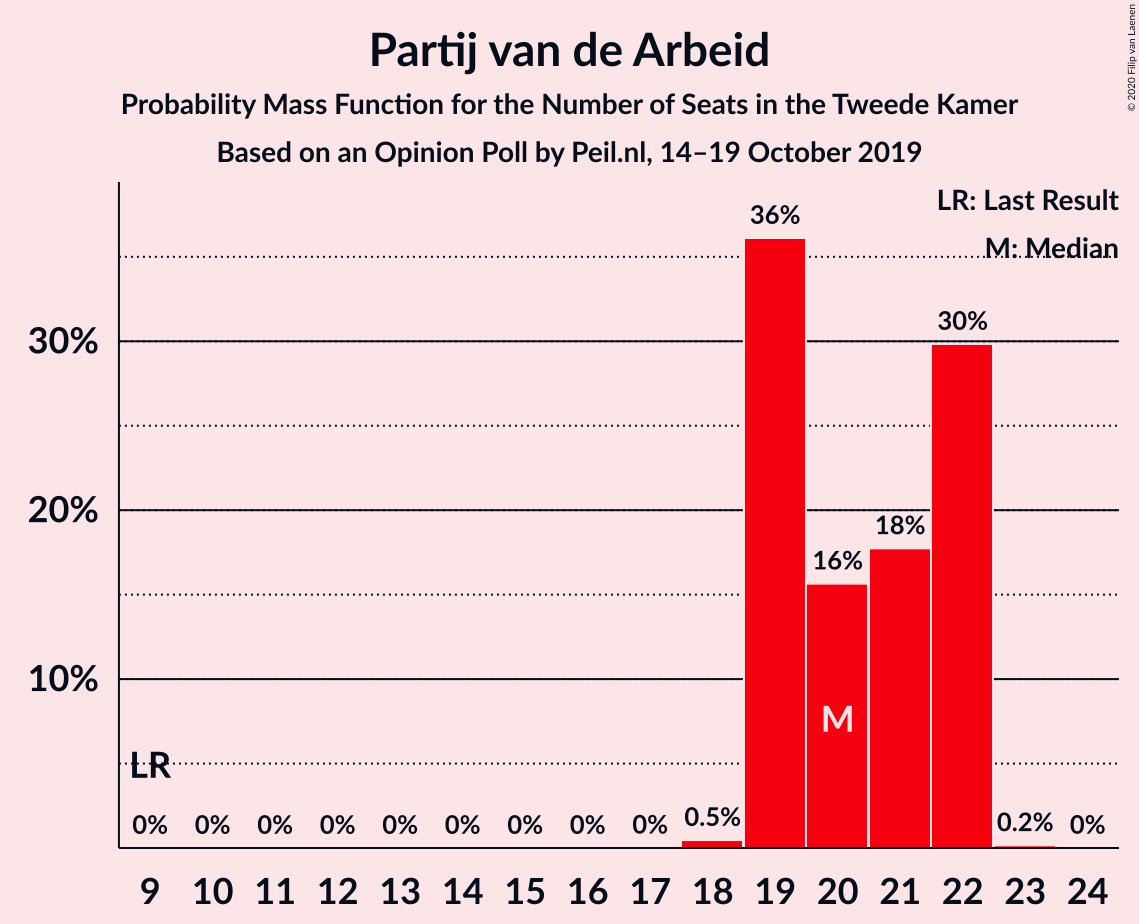 Partij van de Arbeid
Probability Mass Function for the Number of Seats in the Tweede Kamer
Based on an Opinion Poll by Peil.nl, 14–19 October 2019
© 2020 Filip van Laenen
LR: Last Result
M: Median
36%
30%
30%
20%
18%
16%
10%
M
LR
0% 0% 0% 0% 0% 0% 0% 0% 0% 0.5% 0.2% 0%
9 10 11 12 13 14 15 16 17 18 19 20 21 22 23 24